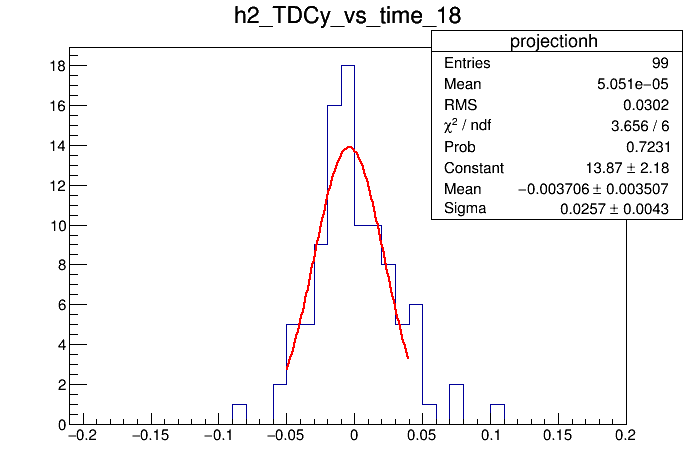 h2_TDCy_vs_time_18
projectionh
Entries 99
Mean 5.051e−05
RMS 0.0302
χ² / ndf 3.656 / 6
Prob 0.7231
Constant 13.87 ± 2.18
Mean −0.003706 ± 0.003507
Sigma 0.0257 ± 0.0043
18
16
14
12
10
8
6
4
2
0
−0.2 −0.15 −0.1 −0.05 0 0.05 0.1 0.15 0.2